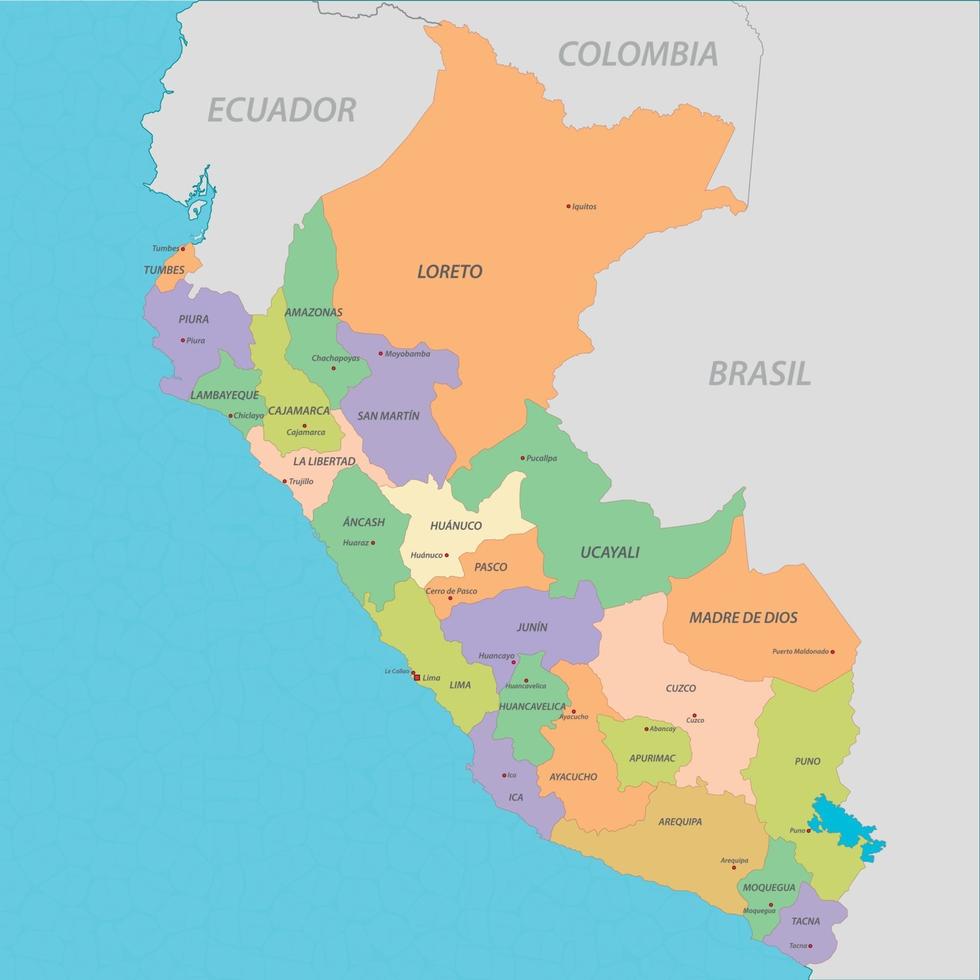 COLOMBIA
ECUADOR
Iquitos
Tumbes
TUMBES
LORETO
AMAZONAS
PIURA
Piura
Chachapoyas
Moyobamba
BRASIL
LAMBAYEQUE
Chiclayo
CAJAMARCA
Cajamarca
SAN MARTÍN
LA LIBERTAD
Trujillo
Pucallpa
ÁNCASH
Huaraz
HUÁNUCO
Huánuco
UCAYALI
PASCO
Cerro de Pasco
MADRE DE DIOS
Puerto Maldonado
JUNÍN
Huancayo
Le Callao
Lima
LIMA
Huancavelica
HUANCAVELICA
CUZCO
Cuzco
Ayacucho
Abancay
APURIMAC
PUNO
Ica
ICA
AYACUCHO
AREQUIPA
Puno
Arequipa
MOQUEGUA
Moquegua
TACNA
Tacna